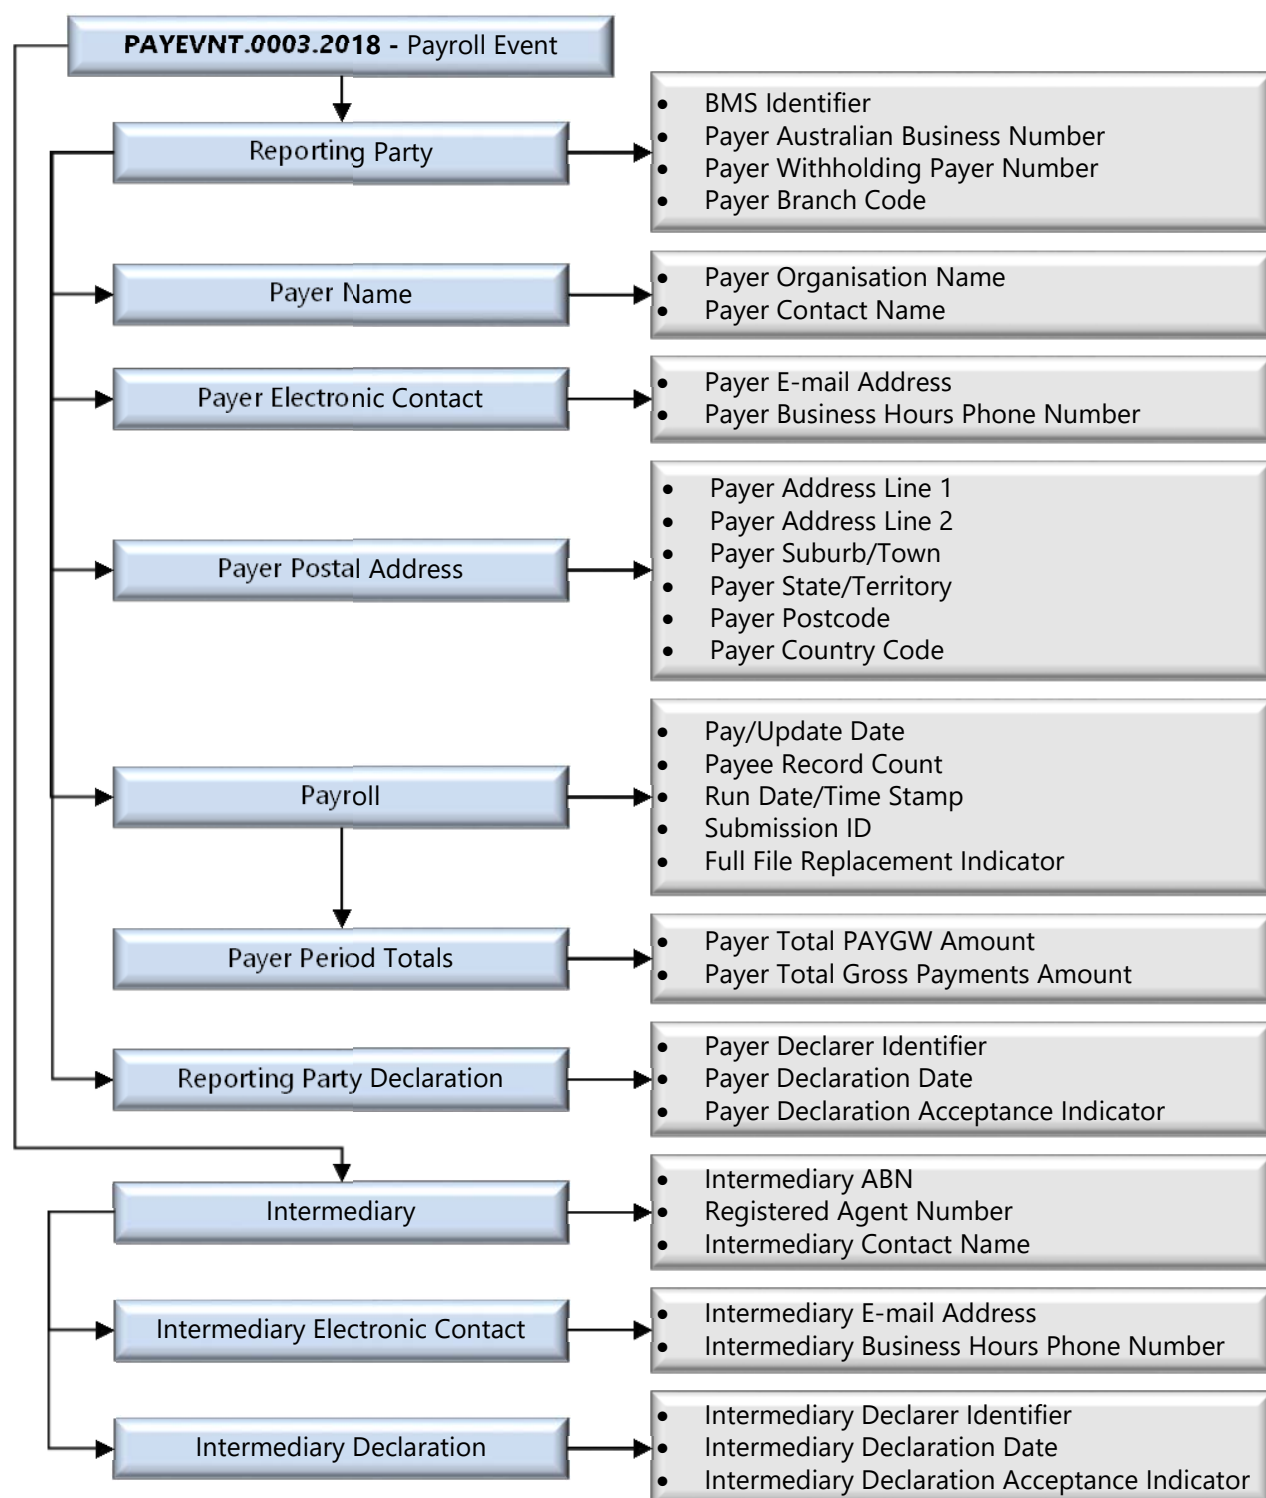 PAYEVNT.0003.2018 - Payroll Event
Reporting Party
• BMS Identifier
• Payer Australian Business Number
• Payer Withholding Payer Number
• Payer Branch Code
Payer Name
• Payer Organisation Name
• Payer Contact Name
Payer Electronic Contact
• Payer E-mail Address
• Payer Business Hours Phone Number
Payer Postal Address
• Payer Address Line 1
• Payer Address Line 2
• Payer Suburb/Town
• Payer State/Territory
• Payer Postcode
• Payer Country Code
Payroll
• Pay/Update Date
• Payee Record Count
• Run Date/Time Stamp
• Submission ID
• Full File Replacement Indicator
Payer Period Totals
• Payer Total PAYGW Amount
• Payer Total Gross Payments Amount
Reporting Party Declaration
• Payer Declarer Identifier
• Payer Declaration Date
• Payer Declaration Acceptance Indicator
Intermediary
• Intermediary ABN
• Registered Agent Number
• Intermediary Contact Name
Intermediary Electronic Contact
• Intermediary E-mail Address
• Intermediary Business Hours Phone Number
Intermediary Declaration
• Intermediary Declarer Identifier
• Intermediary Declaration Date
• Intermediary Declaration Acceptance Indicator